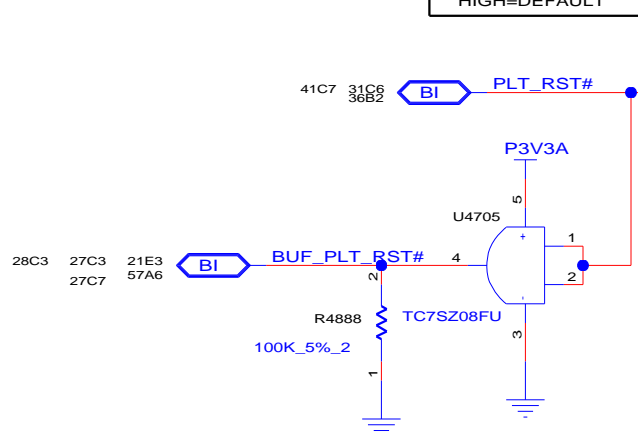 HIGH=DEFAULT
41C7 31C6 BI PLT_RST#
36B2
P3V3A
5
U4705
+
1
28C3 27C3 21E3 BI BUF_PLT_RST# 4
27C7 57A6
2
2
-
R4888 TC7SZ08FU
3
100K_5%_2
1